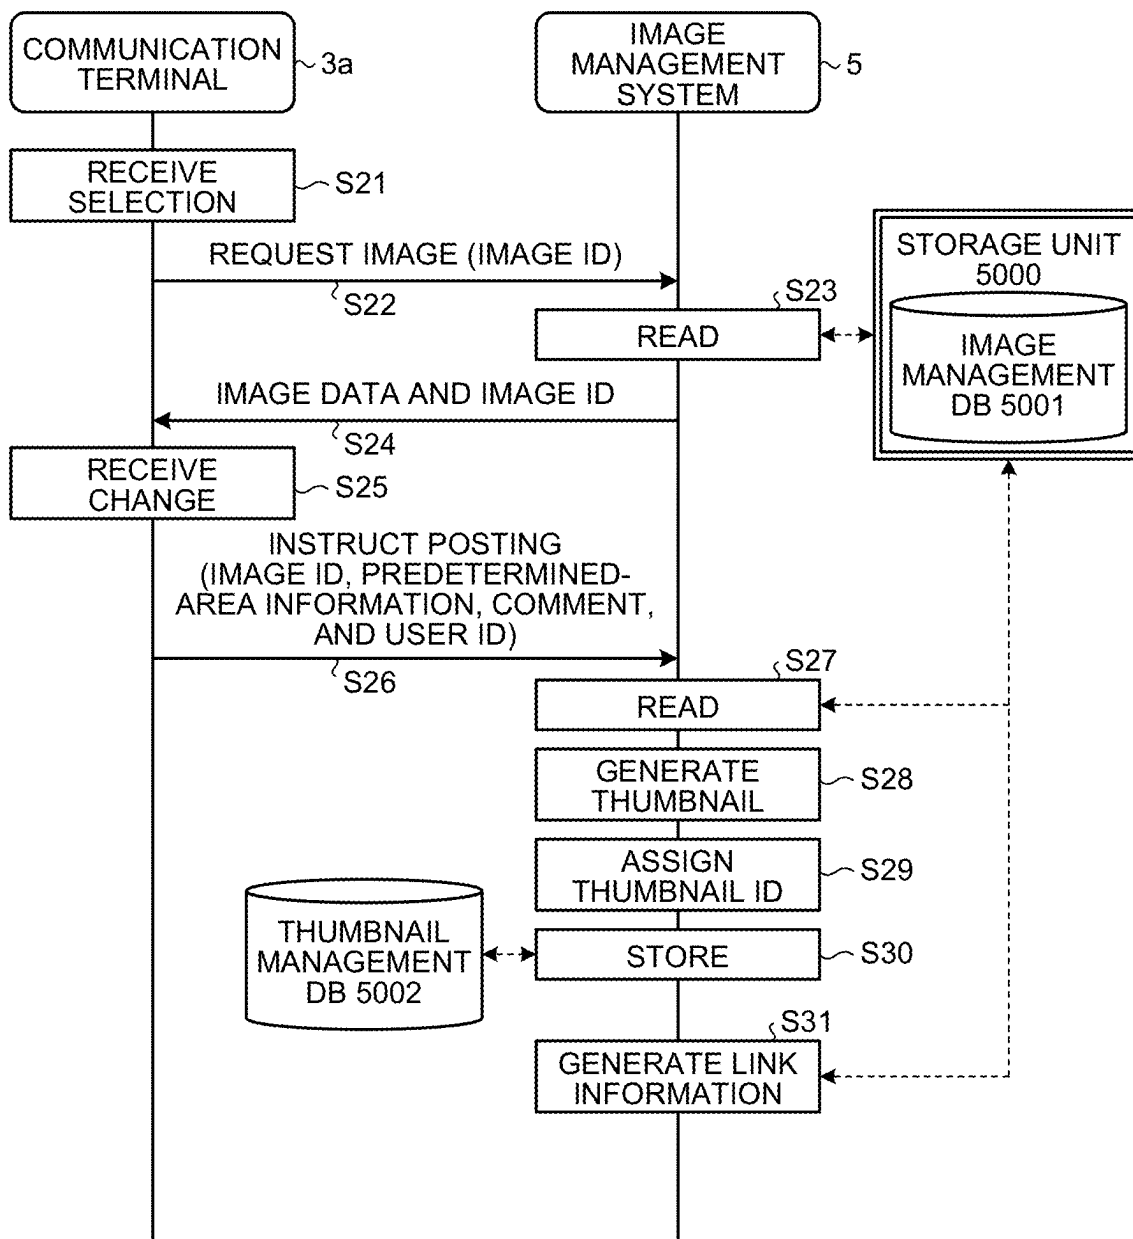 COMMUNICATION
TERMINAL
3a
IMAGE
MANAGEMENT
SYSTEM
5
RECEIVE
SELECTION
S21
REQUEST IMAGE (IMAGE ID)
S22
STORAGE UNIT
5000
IMAGE
MANAGEMENT
DB 5001
S23
READ
IMAGE DATA AND IMAGE ID
S24
RECEIVE
CHANGE
S25
INSTRUCT POSTING
(IMAGE ID, PREDETERMINED-
AREA INFORMATION, COMMENT,
AND USER ID)
S26
S27
READ
GENERATE
THUMBNAIL
S28
ASSIGN
THUMBNAIL ID
S29
THUMBNAIL
MANAGEMENT
DB 5002
STORE
S30
S31
GENERATE LINK
INFORMATION